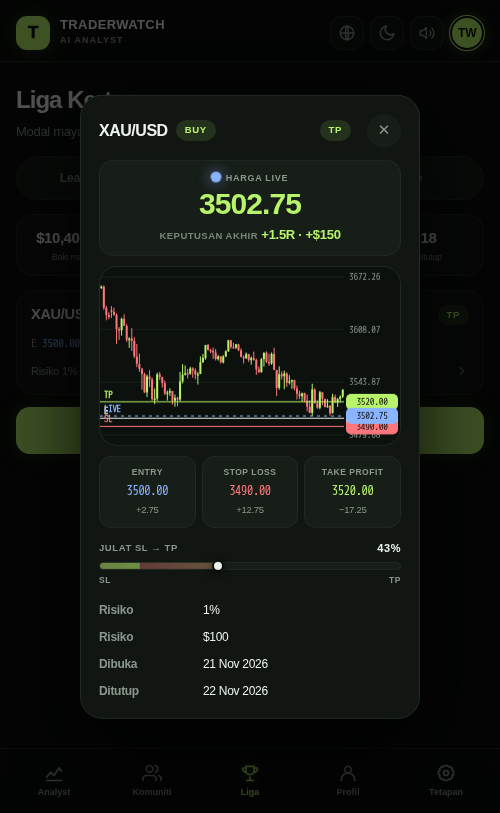 T
TRADERWATCH
AI ANALYST
TW
Liga Ke
Modal maya
Lea
$10,40
18
XAU/US
TP
E 3500.00
Risiko 1%
XAU/USD
BUY
TP
HARGA LIVE
3502.75
KEPUTUSAN AKHIR +1.5R · +$150
3672.26
3608.07
3543.87
3479.68
TP
LIVE
E
SL
3520.00
3502.75
3490.00
ENTRY
3500.00
+2.75
STOP LOSS
3490.00
+12.75
TAKE PROFIT
3520.00
−17.25
JULAT SL → TP
43%
SL
TP
Risiko
1%
Risiko
$100
Dibuka
21 Nov 2026
Ditutup
22 Nov 2026
Analyst
Komuniti
Liga
Profil
Tetapan